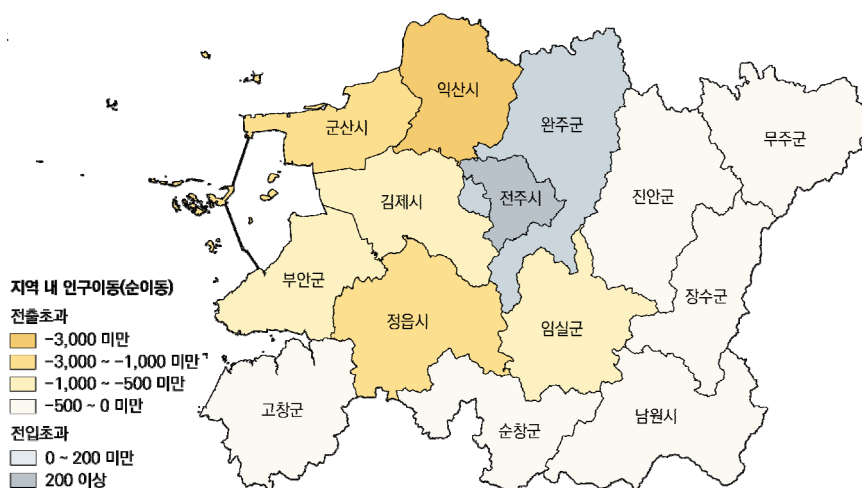 익산시
완주군
군산시
무주군
진안군
김제시
전주시
부안군
장수군
정읍시
임실군
고창군
순창군
남원시
지역 내 인구이동(순이동)
전출초과
-3,000 미만
-3,000 ~ -1,000 미만
-1,000 ~ -500 미만
-500 ~ 0 미만
전입초과
0 ~ 200 미만
200 이상